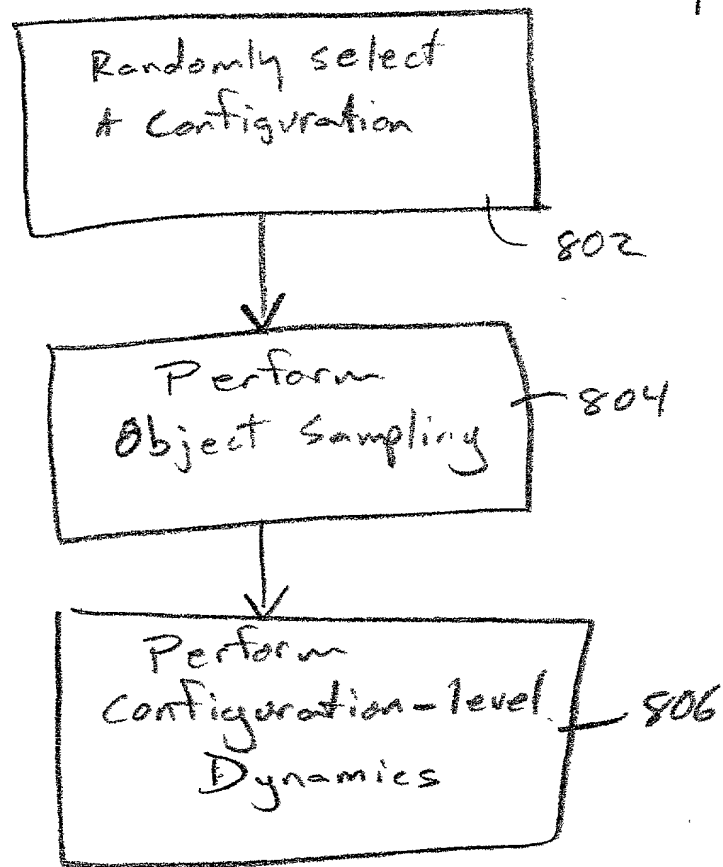 Randomly select
A Configuration
802
Perform
Object Sampling
804
Perform
Configuration-level
Dynamics
806